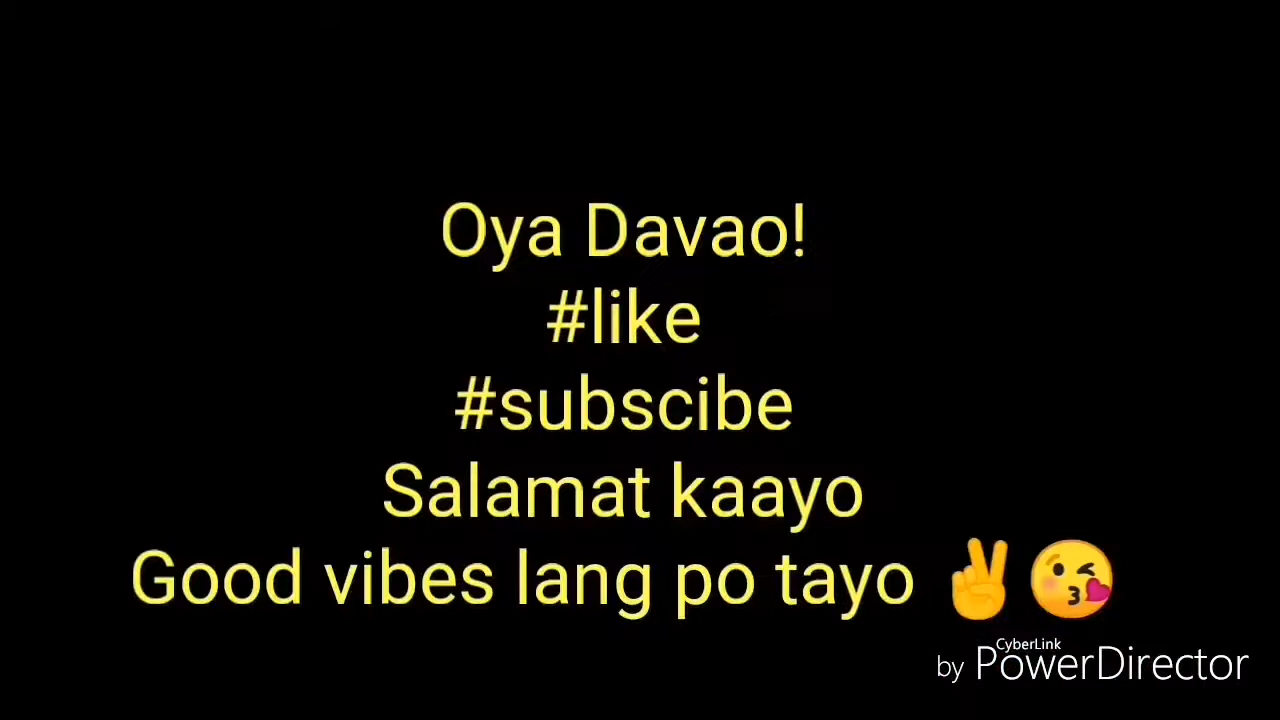 Oya Davao!
#like
#subscibe
Salamat kaayo
Good vibes lang po tayo ✌😘
CyberLink
by PowerDirector